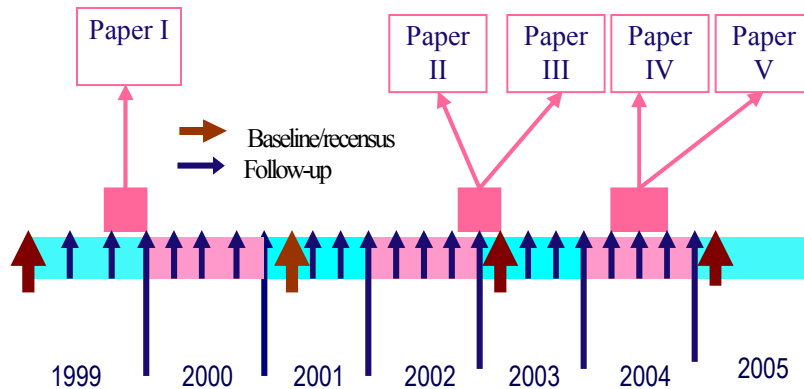 Paper I
Paper
II
Paper
III
Paper
IV
Paper
V
Baseline/recensus
Follow-up
1999
2000
2001
2002
2003
2004
2005